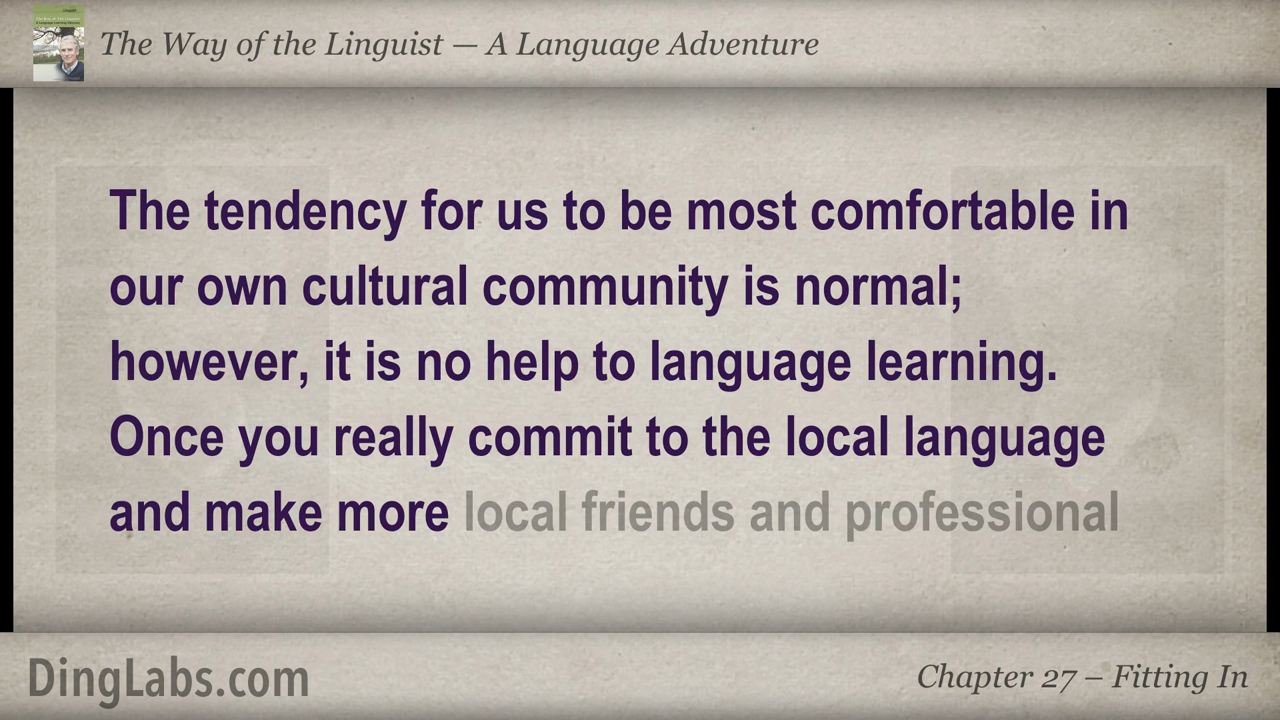 The Way of the Linguist — A Language Adventure
The tendency for us to be most comfortable in
our own cultural community is normal;
however, it is no help to language learning.
Once you really commit to the local language
and make more local friends and professional
DingLabs.com
Chapter 27 – Fitting In